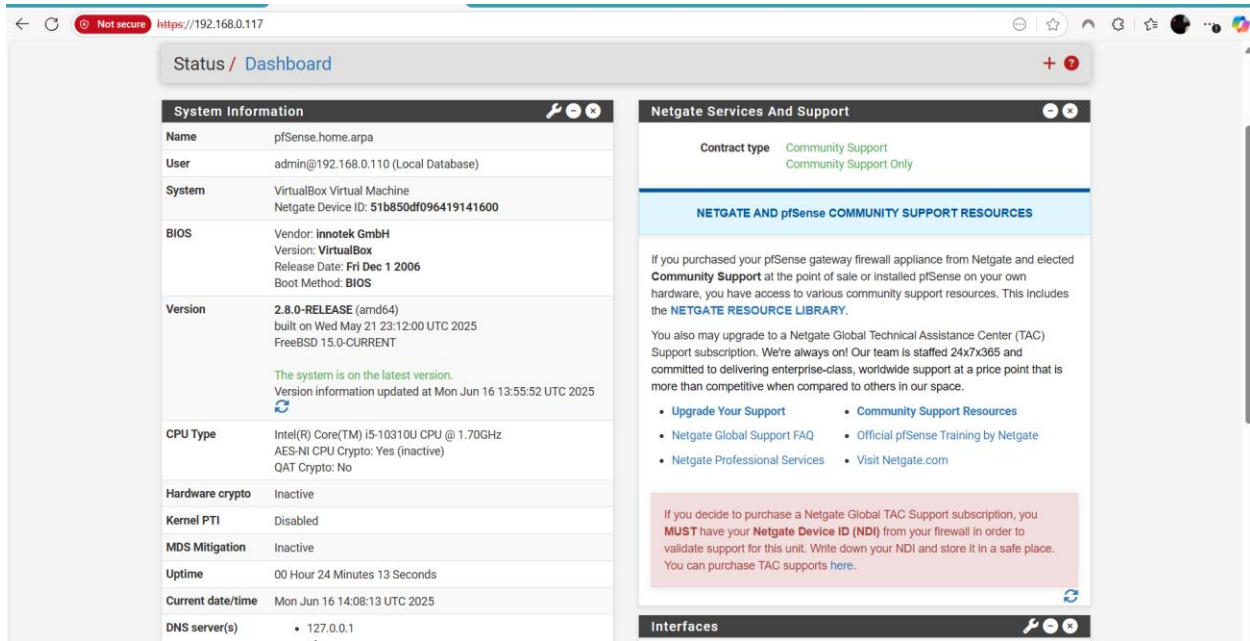 Not secure https://192.168.0.117
Status / Dashboard
System Information
Name pfSense.home.arpa
User admin@192.168.0.110 (Local Database)
System VirtualBox Virtual Machine
Netgate Device ID: 51b850df096419141600
BIOS Vendor: innotek GmbH
Version: VirtualBox
Release Date: Fri Dec 1 2006
Boot Method: BIOS
Version 2.8.0-RELEASE (amd64)
built on Wed May 21 23:12:00 UTC 2025
FreeBSD 15.0-CURRENT
The system is on the latest version.
Version information updated at Mon Jun 16 13:55:52 UTC 2025
CPU Type Intel(R) Core(TM) i5-10310U CPU @ 1.70GHz
AES-NI CPU Crypto: Yes (inactive)
QAT Crypto: No
Hardware crypto Inactive
Kernel PTI Disabled
MDS Mitigation Inactive
Uptime 00 Hour 24 Minutes 13 Seconds
Current date/time Mon Jun 16 14:08:13 UTC 2025
DNS server(s) • 127.0.0.1
Netgate Services And Support
Contract type Community Support
Community Support Only
NETGATE AND pfSense COMMUNITY SUPPORT RESOURCES
If you purchased your pfSense gateway firewall appliance from Netgate and elected
Community Support at the point of sale or installed pfSense on your own
hardware, you have access to various community support resources. This includes
the NETGATE RESOURCE LIBRARY.
You also may upgrade to a Netgate Global Technical Assistance Center (TAC)
Support subscription. We're always on! Our team is staffed 24x7x365 and
committed to delivering enterprise-class, worldwide support at a price point that is
more than competitive when compared to others in our space.
• Upgrade Your Support • Community Support Resources
• Netgate Global Support FAQ • Official pfSense Training by Netgate
• Netgate Professional Services • Visit Netgate.com
If you decide to purchase a Netgate Global TAC Support subscription, you
MUST have your Netgate Device ID (NDI) from your firewall in order to
validate support for this unit. Write down your NDI and store it in a safe place.
You can purchase TAC supports here.
Interfaces